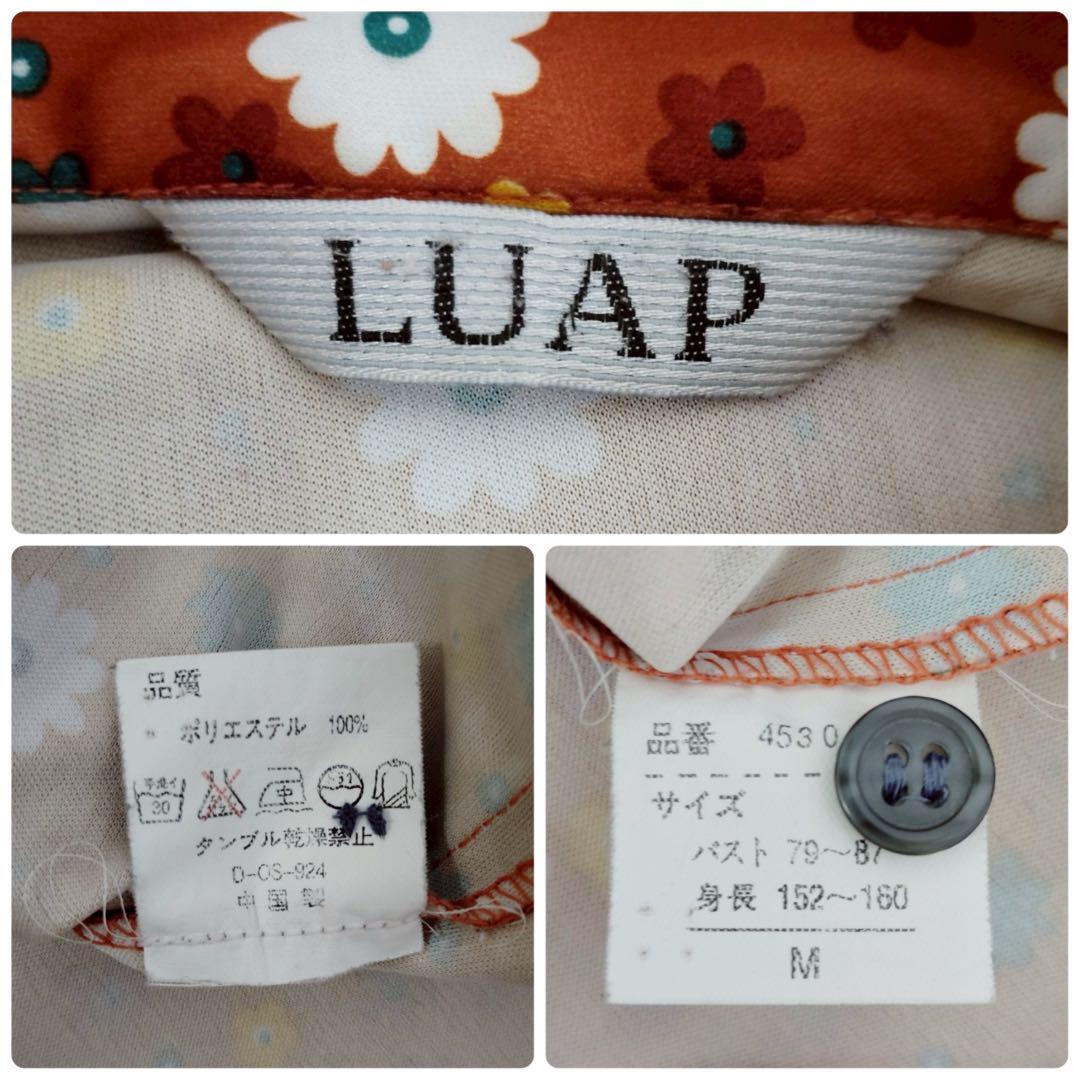 LUAP
品質
ポリエステル 100%
手洗イ
30
中
タンブル乾燥禁止
D-OS-924
中国製
品番 4530
サイズ
バスト 79〜87
身長 152〜160
M